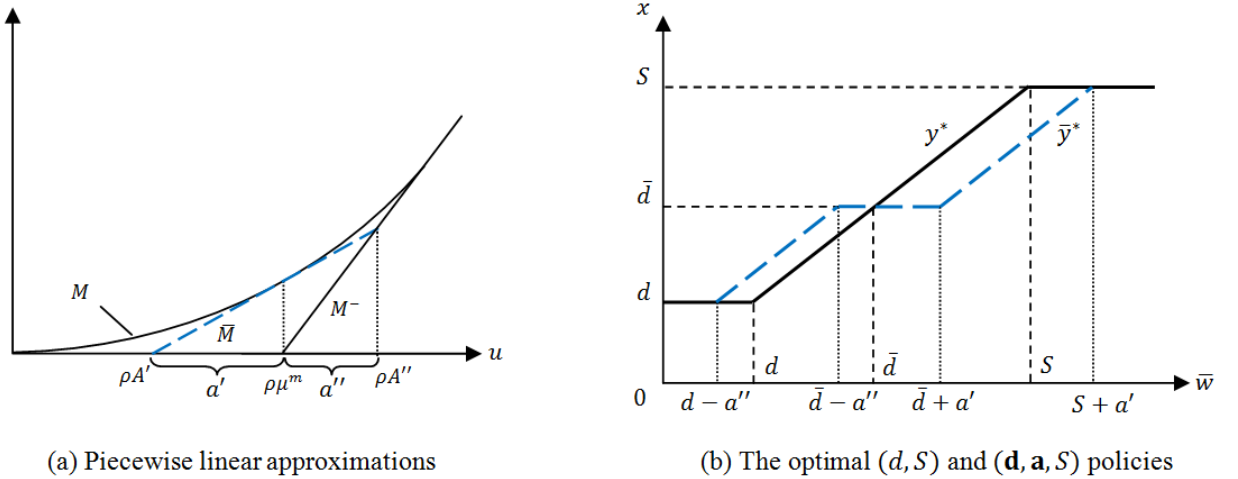 M
M̄
M⁻
u
ρA′
a′
ρμᵐ
a′′
ρA′′
(a) Piecewise linear approximations
x
S
y*
ȳ*
d̄
d
d
d̄
S
w̄
0
d − a′′
d̄ − a′′
d̄ + a′
S + a′
(b) The optimal (d, S) and (𝐝, 𝐚, S) policies